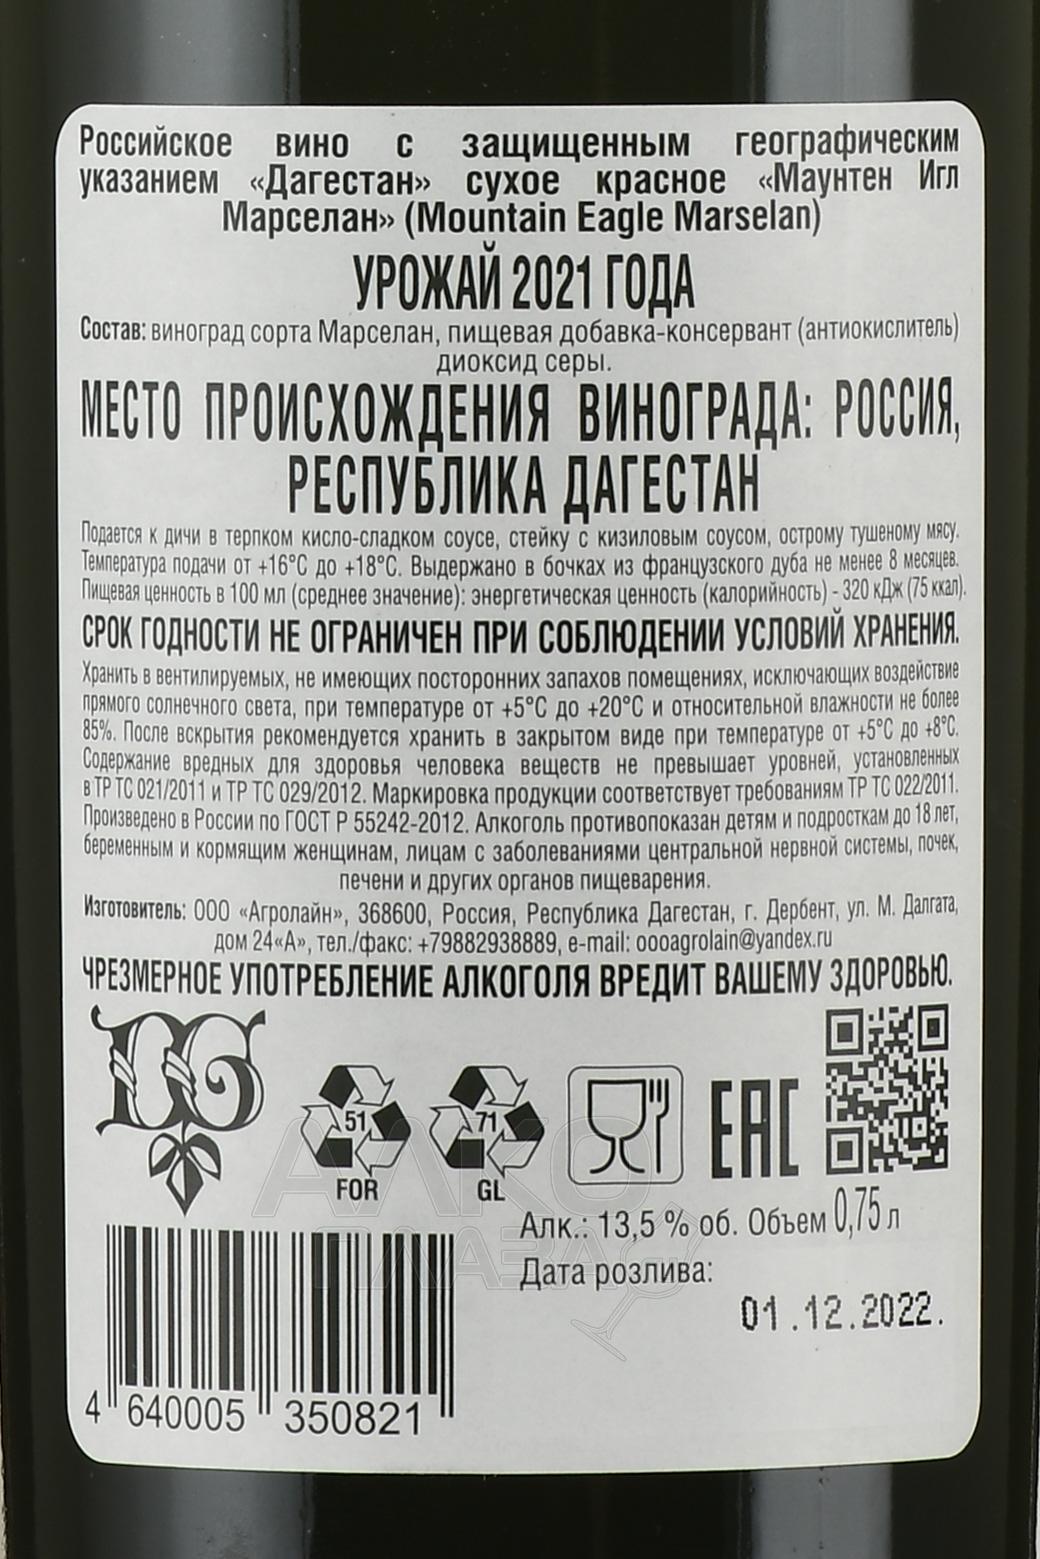 Российское вино с защищенным географическим
указанием «Дагестан» сухое красное «Маунтен Игл
Марселан» (Mountain Eagle Marselan)
УРОЖАЙ 2021 ГОДА
Состав: виноград сорта Марселан, пищевая добавка-консервант (антиокислитель)
диоксид серы.
МЕСТО ПРОИСХОЖДЕНИЯ ВИНОГРАДА: РОССИЯ,
РЕСПУБЛИКА ДАГЕСТАН
Подается к дичи в терпком кисло-сладком соусе, стейку с кизиловым соусом, острому тушеному мясу.
Температура подачи от +16°С до +18°С. Выдержано в бочках из французского дуба не менее 8 месяцев.
Пищевая ценность в 100 мл (среднее значение): энергетическая ценность (калорийность) - 320 кДж (75 ккал).
СРОК ГОДНОСТИ НЕ ОГРАНИЧЕН ПРИ СОБЛЮДЕНИИ УСЛОВИЙ ХРАНЕНИЯ.
Хранить в вентилируемых, не имеющих посторонних запахов помещениях, исключающих воздействие
прямого солнечного света, при температуре от +5°С до +20°С и относительной влажности не более
85%. После вскрытия рекомендуется хранить в закрытом виде при температуре от +5°С до +8°С.
Содержание вредных для здоровья человека веществ не превышает уровней, установленных
в ТР ТС 021/2011 и ТР ТС 029/2012. Маркировка продукции соответствует требованиям ТР ТС 022/2011.
Произведено в России по ГОСТ Р 55242-2012. Алкоголь противопоказан детям и подросткам до 18 лет,
беременным и кормящим женщинам, лицам с заболеваниями центральной нервной системы, почек,
печени и других органов пищеварения.
Изготовитель: ООО «Агролайн», 368600, Россия, Республика Дагестан, г. Дербент, ул. М. Далгата,
дом 24«А», тел./факс: +79882938889, e-mail: oooagrolain@yandex.ru
ЧРЕЗМЕРНОЕ УПОТРЕБЛЕНИЕ АЛКОГОЛЯ ВРЕДИТ ВАШЕМУ ЗДОРОВЬЮ.
51
FOR
71
GL
ЕАС
АЛКО
ПЛАЗА
Алк.: 13,5 % об. Объем 0,75 л
Дата розлива:
01.12.2022.
4 640005 350821